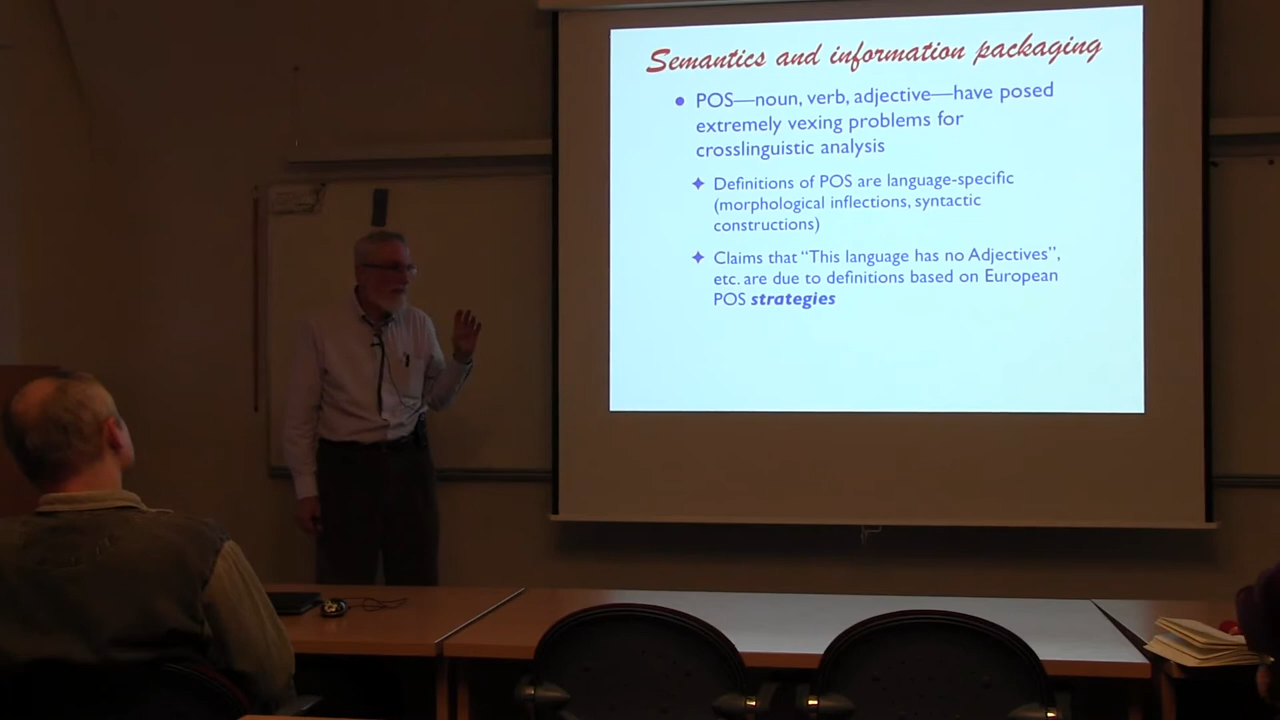 Semantics and information packaging
• POS—noun, verb, adjective—have posed
extremely vexing problems for
crosslinguistic analysis
✦ Definitions of POS are language-specific
(morphological inflections, syntactic
constructions)
✦ Claims that “This language has no Adjectives”,
etc. are due to definitions based on European
POS strategies